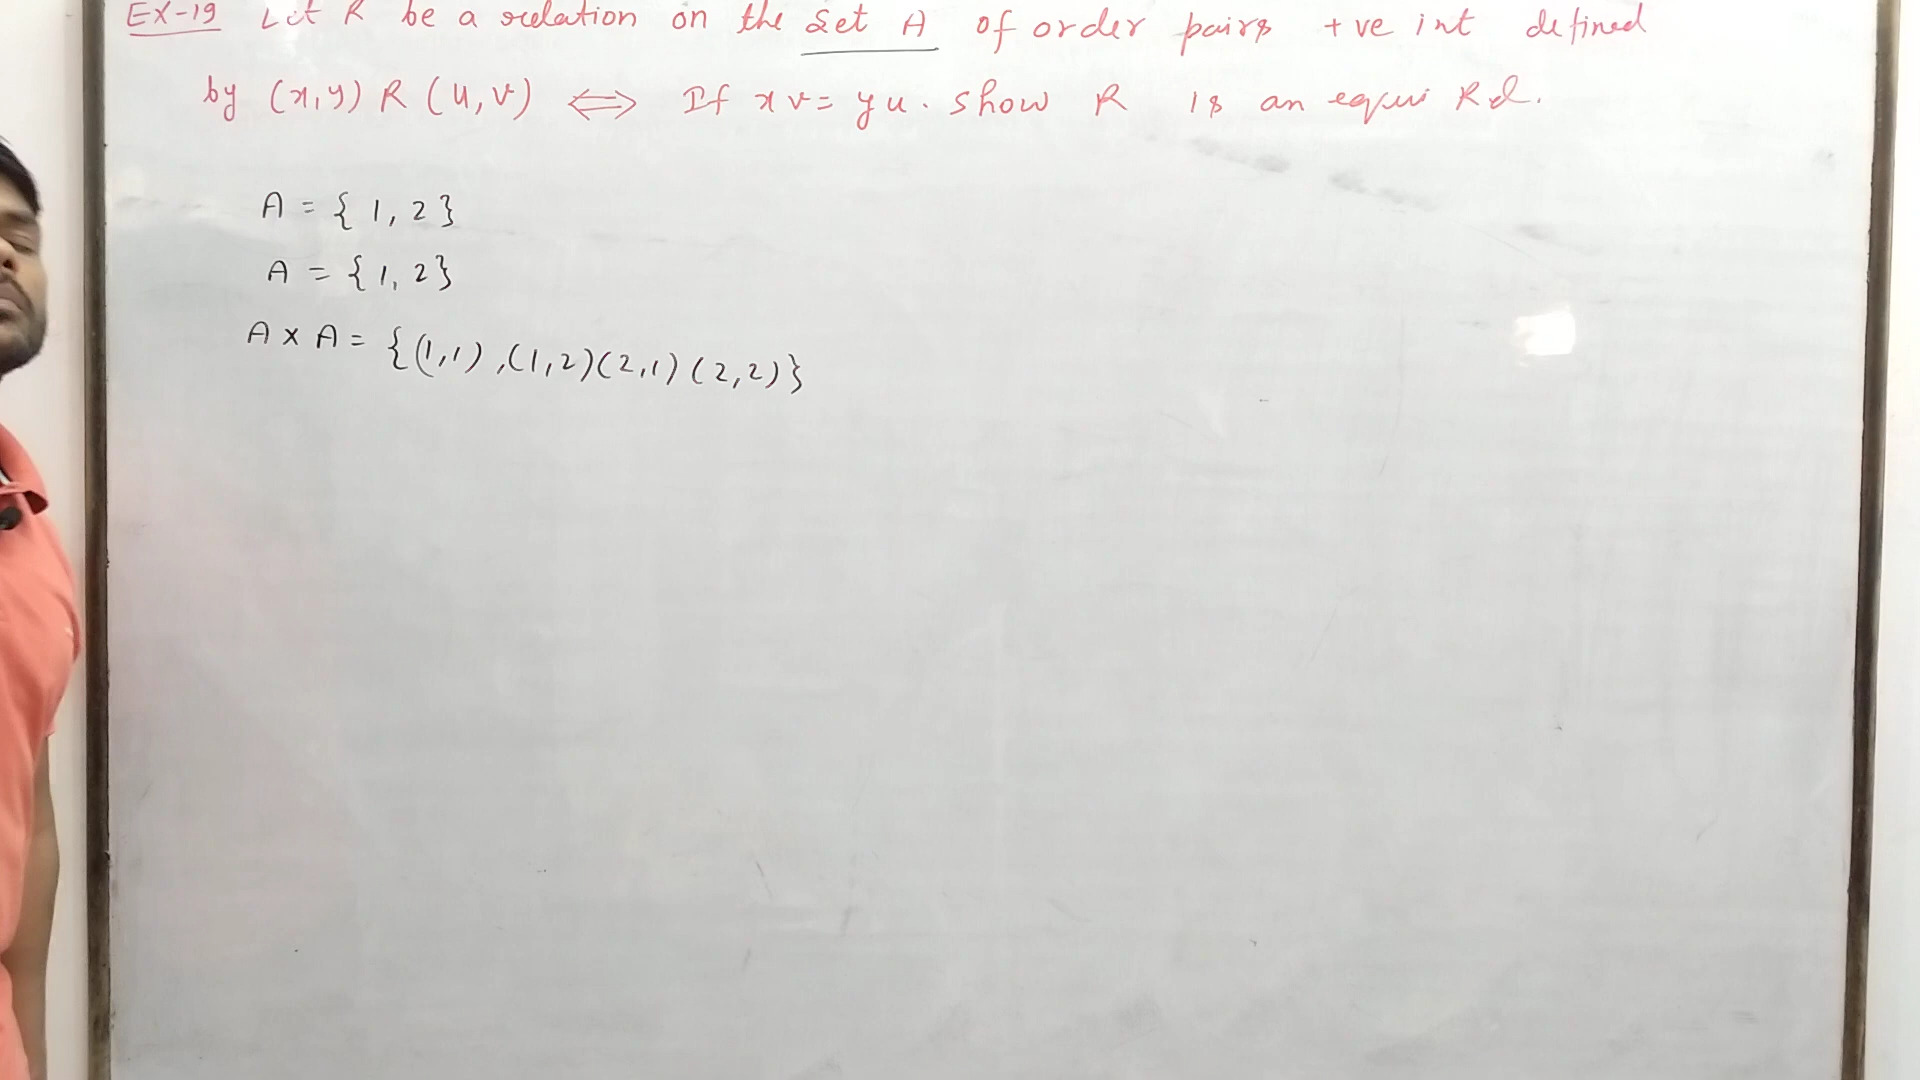 EX-19 Let R be a relation on the set A of order pairs +ve int defined
by (x,y) R (u,v) ⟺ If xv = yu. show R is an equi Rel.
A = { 1, 2 }
A = { 1, 2 }
A × A = { (1,1) , (1,2) (2,1) (2,2) }